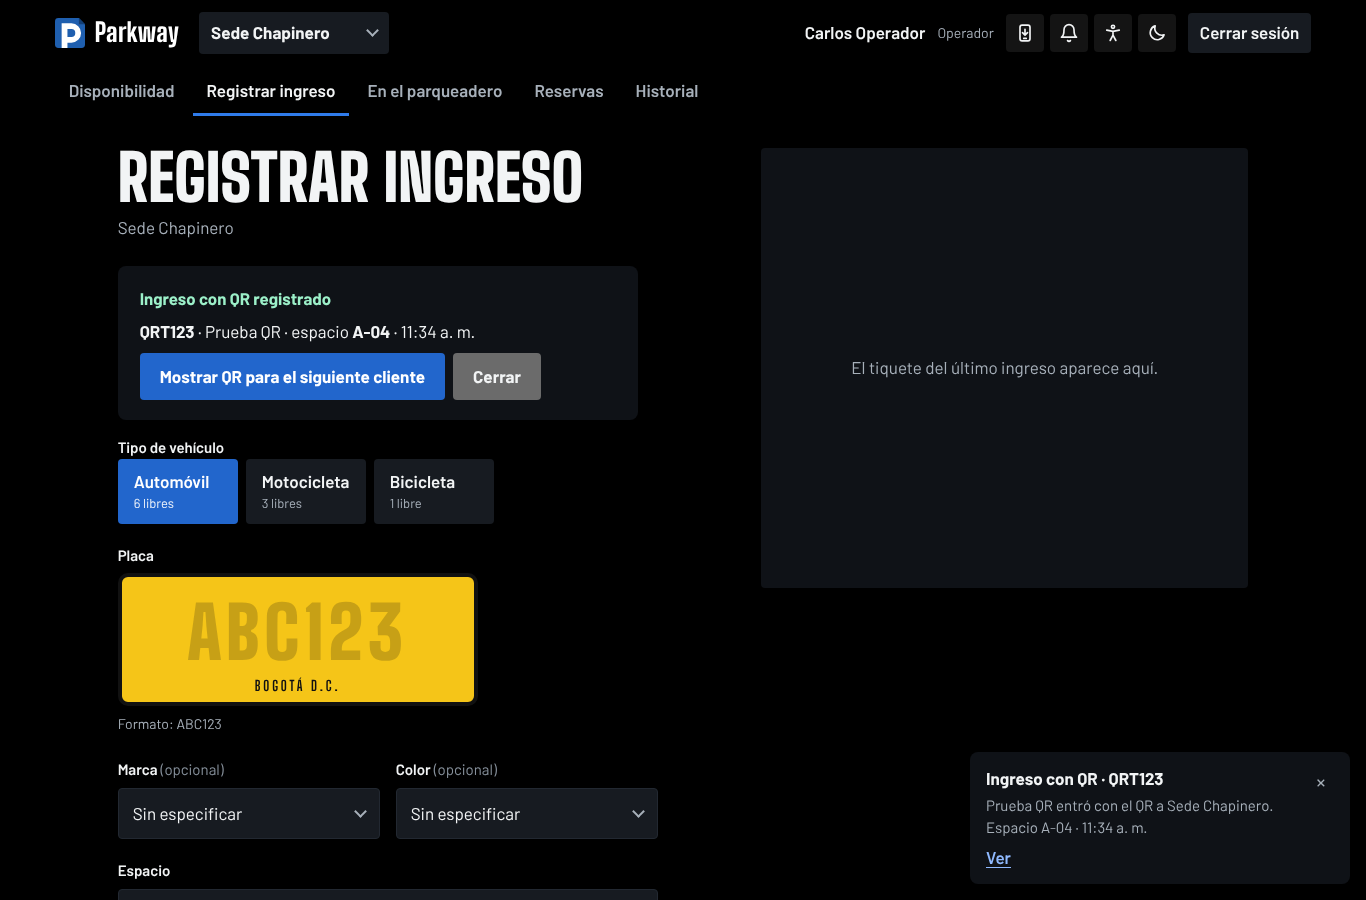 Parkway
Sede Chapinero
Carlos Operador Operador
Cerrar sesión
Disponibilidad Registrar ingreso En el parqueadero Reservas Historial
REGISTRAR INGRESO
Sede Chapinero
Ingreso con QR registrado
QRT123 · Prueba QR · espacio A-04 · 11:34 a. m.
Mostrar QR para el siguiente cliente Cerrar
El tiquete del último ingreso aparece aquí.
Tipo de vehículo
Automóvil Motocicleta Bicicleta
6 libres 3 libres 1 libre
Placa
ABC123
BOGOTÁ D.C.
Formato: ABC123
Marca (opcional) Color (opcional)
Sin especificar Sin especificar
Espacio
Ingreso con QR · QRT123
Prueba QR entró con el QR a Sede Chapinero.
Espacio A-04 · 11:34 a. m.
Ver